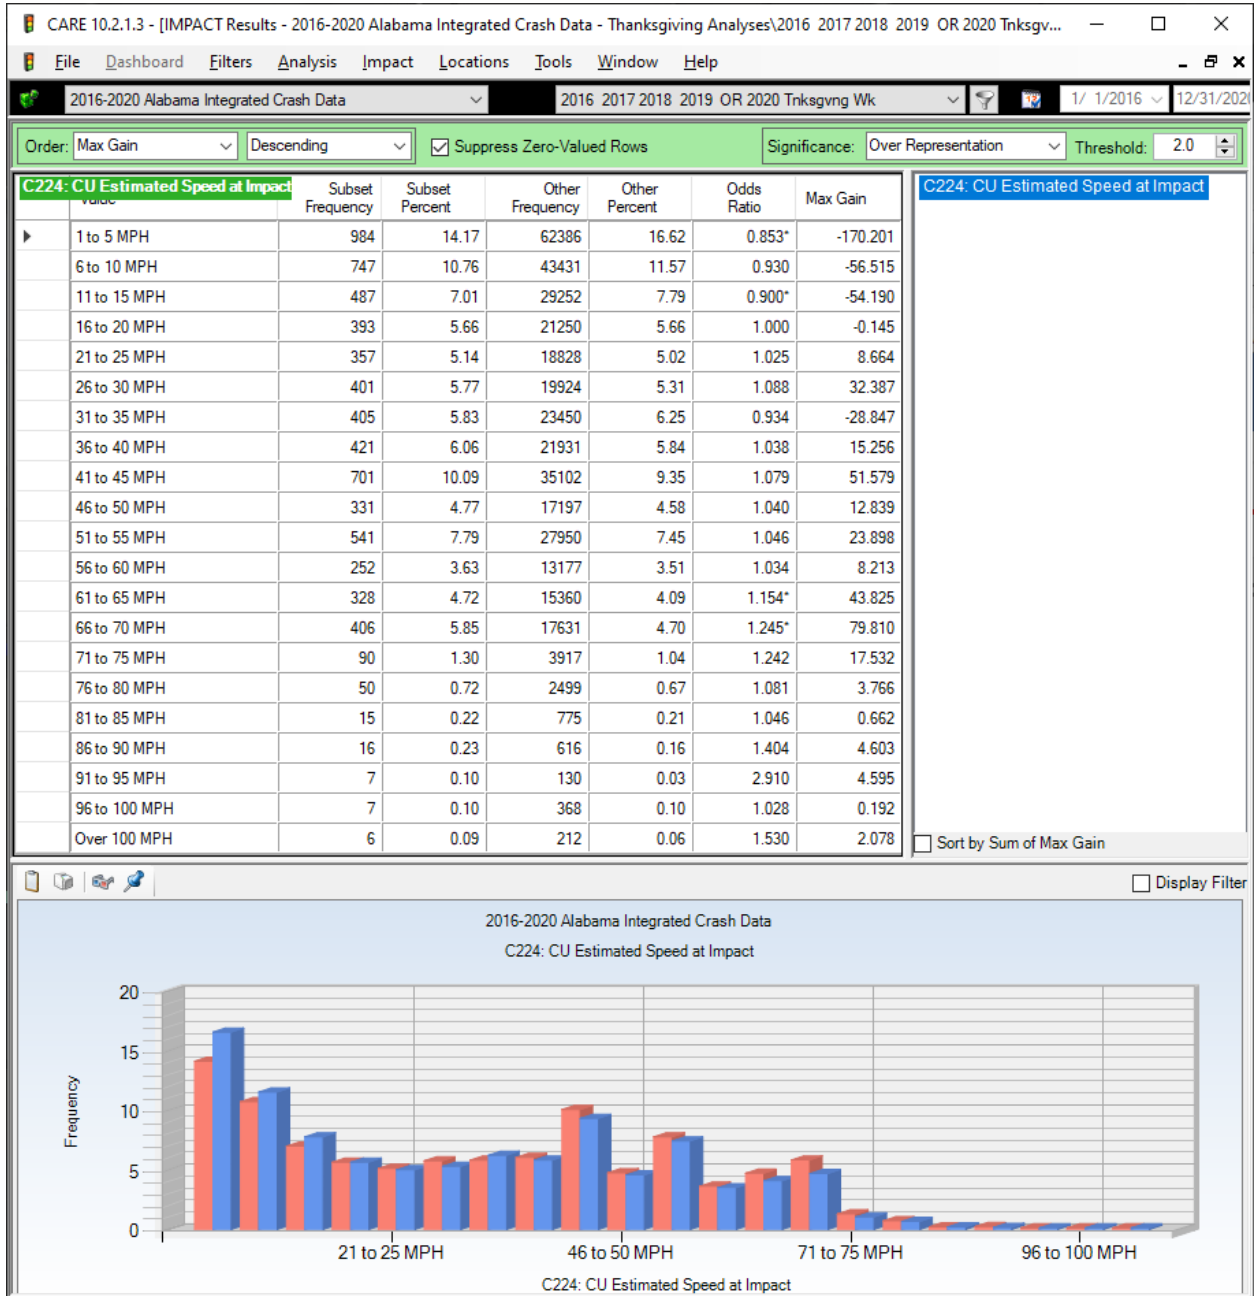 CARE 10.2.1.3 - [IMPACT Results - 2016-2020 Alabama Integrated Crash Data - Thanksgiving Analyses\2016 2017 2018 2019 OR 2020 Tnksgv...
File Dashboard Filters Analysis Impact Locations Tools Window Help
2016-2020 Alabama Integrated Crash Data 2016 2017 2018 2019 OR 2020 Tnksgvng Wk 1/ 1/2016 12/31/2020
Order: Max Gain Descending Suppress Zero-Valued Rows Significance: Over Representation Threshold: 2.0
C224: CU Estimated Speed at Impact Subset Frequency Subset Percent Other Frequency Other Percent Odds Ratio Max Gain C224: CU Estimated Speed at Impact
1 to 5 MPH 984 14.17 62386 16.62 0.853* -170.201
6 to 10 MPH 747 10.76 43431 11.57 0.930 -56.515
11 to 15 MPH 487 7.01 29252 7.79 0.900* -54.190
16 to 20 MPH 393 5.66 21250 5.66 1.000 -0.145
21 to 25 MPH 357 5.14 18828 5.02 1.025 8.664
26 to 30 MPH 401 5.77 19924 5.31 1.088 32.387
31 to 35 MPH 405 5.83 23450 6.25 0.934 -28.847
36 to 40 MPH 421 6.06 21931 5.84 1.038 15.256
41 to 45 MPH 701 10.09 35102 9.35 1.079 51.579
46 to 50 MPH 331 4.77 17197 4.58 1.040 12.839
51 to 55 MPH 541 7.79 27950 7.45 1.046 23.898
56 to 60 MPH 252 3.63 13177 3.51 1.034 8.213
61 to 65 MPH 328 4.72 15360 4.09 1.154* 43.825
66 to 70 MPH 406 5.85 17631 4.70 1.245* 79.810
71 to 75 MPH 90 1.30 3917 1.04 1.242 17.532
76 to 80 MPH 50 0.72 2499 0.67 1.081 3.766
81 to 85 MPH 15 0.22 775 0.21 1.046 0.662
86 to 90 MPH 16 0.23 616 0.16 1.404 4.603
91 to 95 MPH 7 0.10 130 0.03 2.910 4.595
96 to 100 MPH 7 0.10 368 0.10 1.028 0.192
Over 100 MPH 6 0.09 212 0.06 1.530 2.078
Sort by Sum of Max Gain
Display Filter
2016-2020 Alabama Integrated Crash Data
C224: CU Estimated Speed at Impact
20
15
10
5
0
Frequency
21 to 25 MPH 46 to 50 MPH 71 to 75 MPH 96 to 100 MPH
C224: CU Estimated Speed at Impact